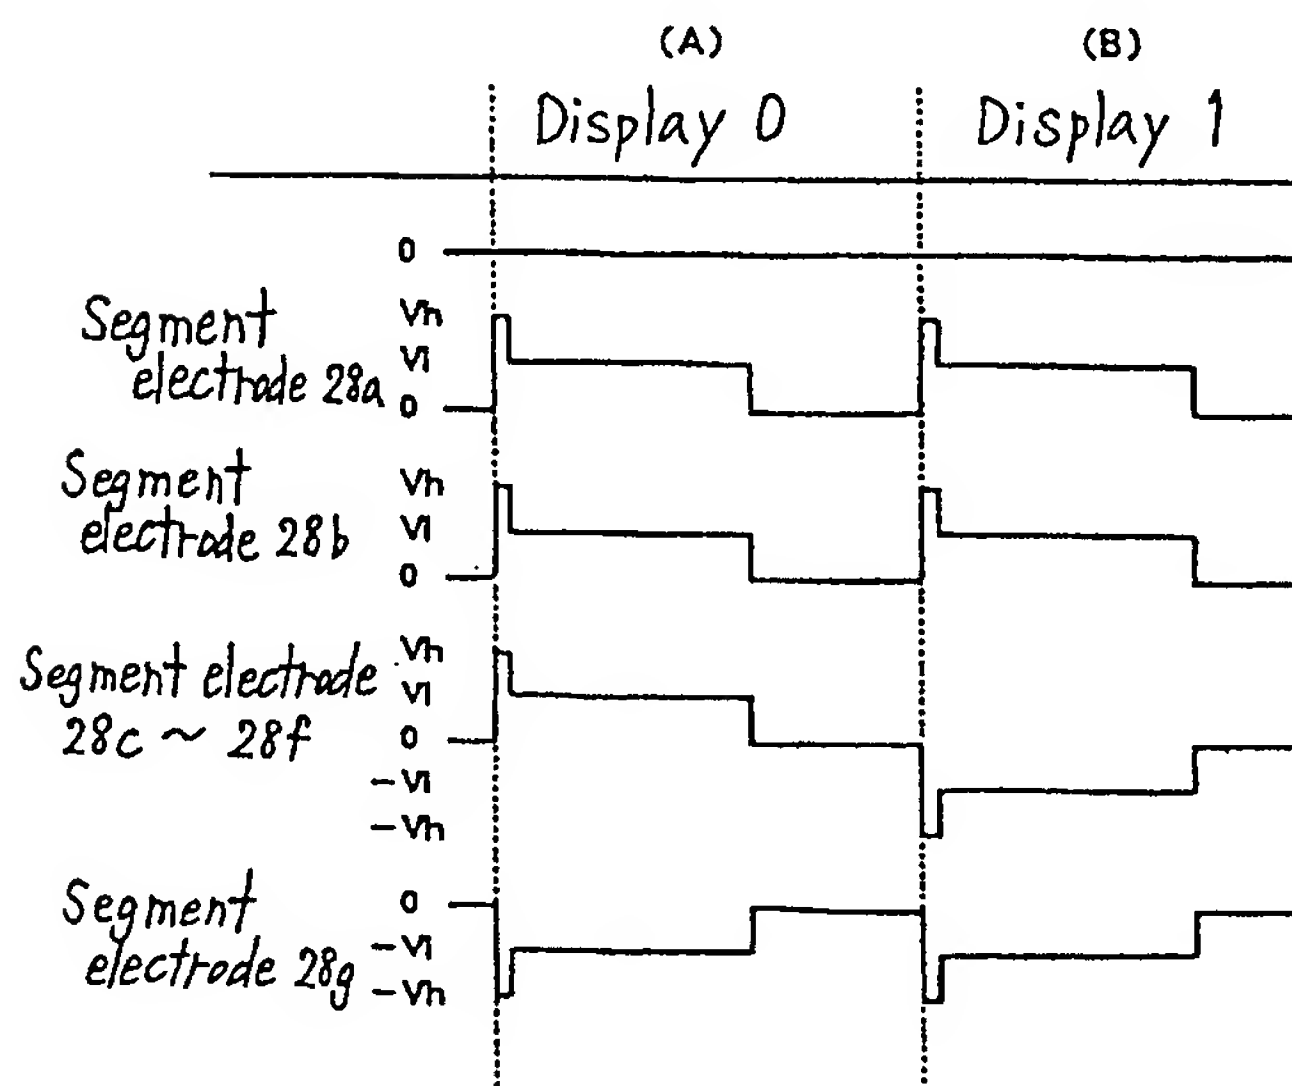 (A) (B)
Display 0 Display 1
0
Segment
electrode 28a
Vh
Vl
0
Segment
electrode 28b
Vh
Vl
0
Segment electrode
28c ~ 28f
Vh
Vl
0
-Vl
-Vh
Segment
electrode 28g
0
-Vl
-Vh